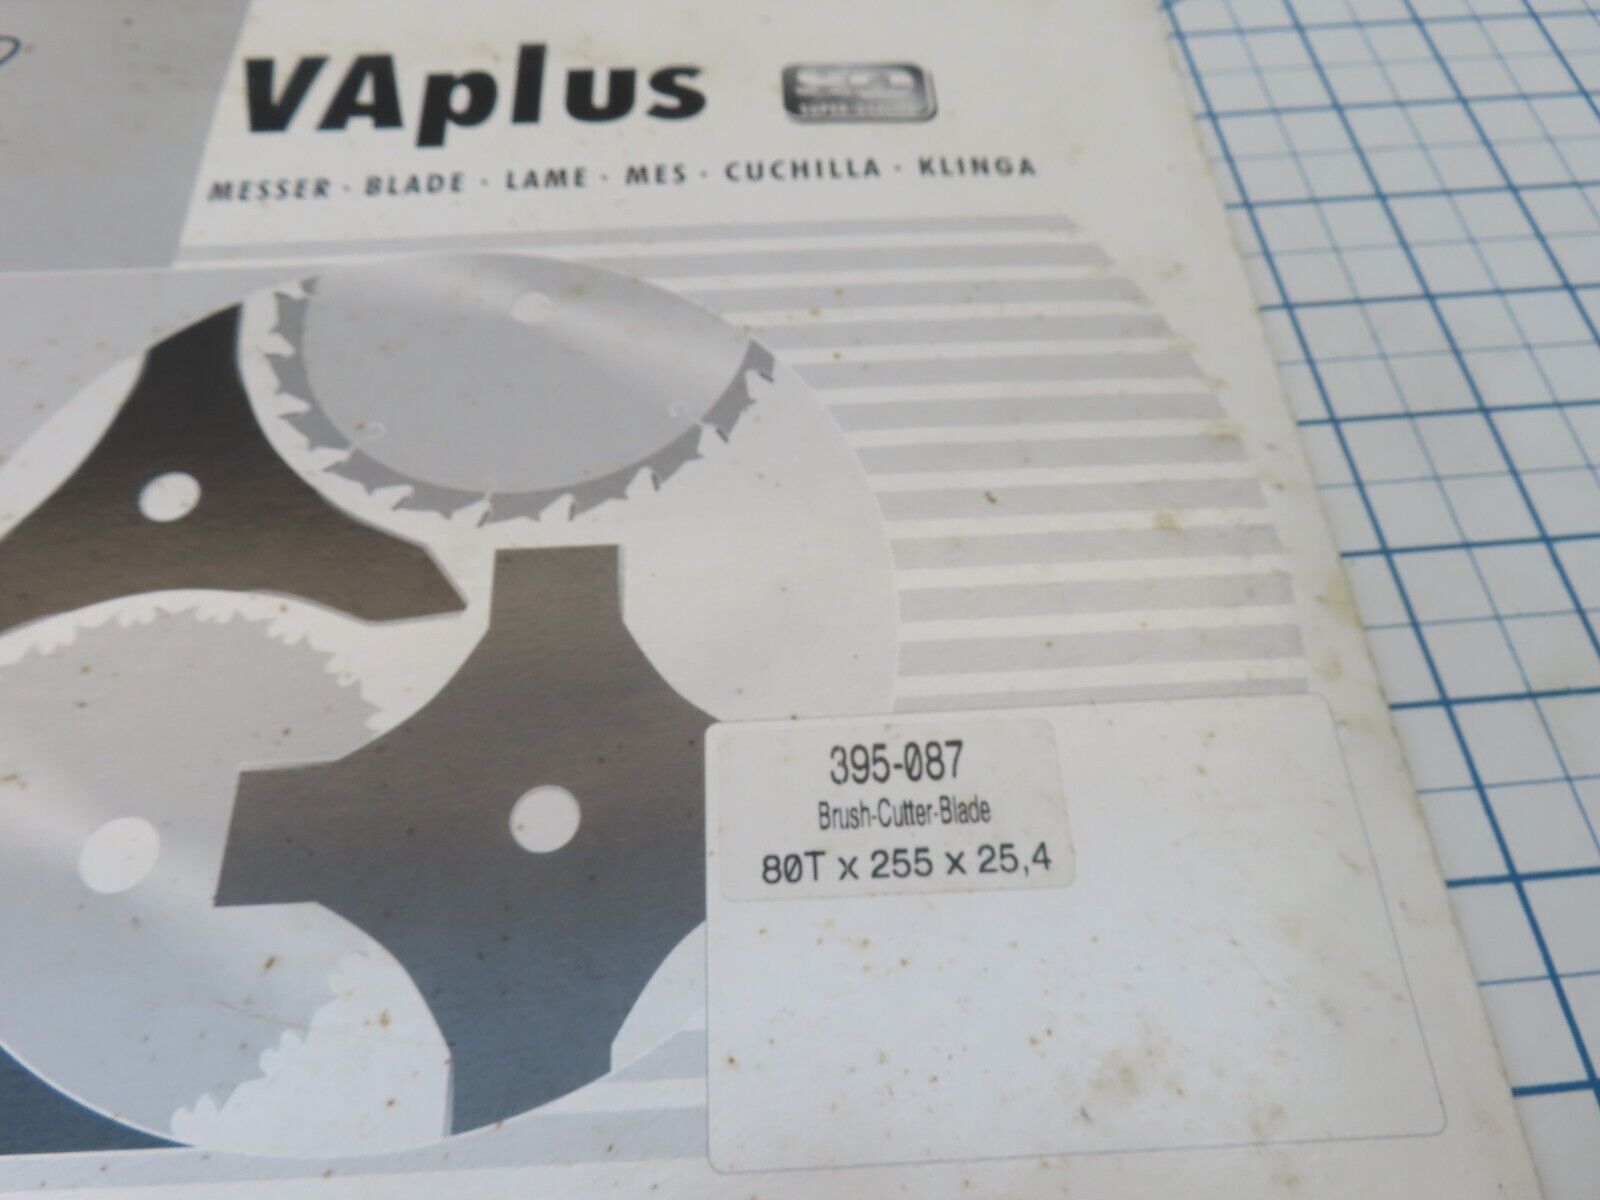 VAplus
MESSER · BLADE · LAME · MES · CUCHILLA · KLINGA
395-087
Brush-Cutter-Blade
80T x 255 x 25,4